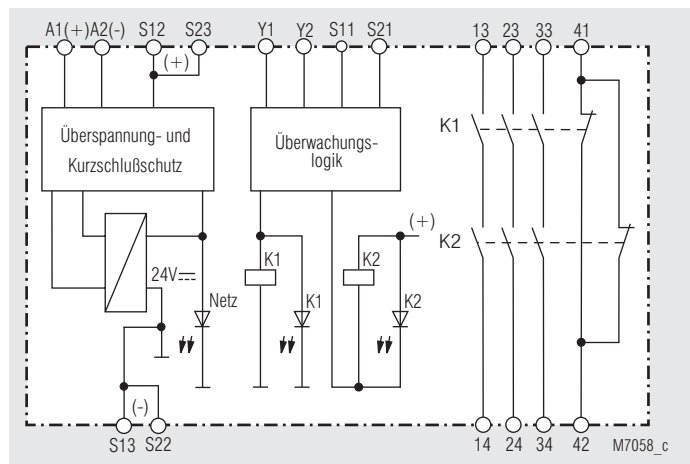 A1(+) A2(-) S12 S23 Y1 Y2 S11 S21 13 23 33 41
(+)
Überspannung- und
Kurzschlußschutz
Überwachungs-
logik
K1
K2
(+)
24V
Netz
K1
K1
K2
K2
(-)
S13 S22 14 24 34 42 M7058_c